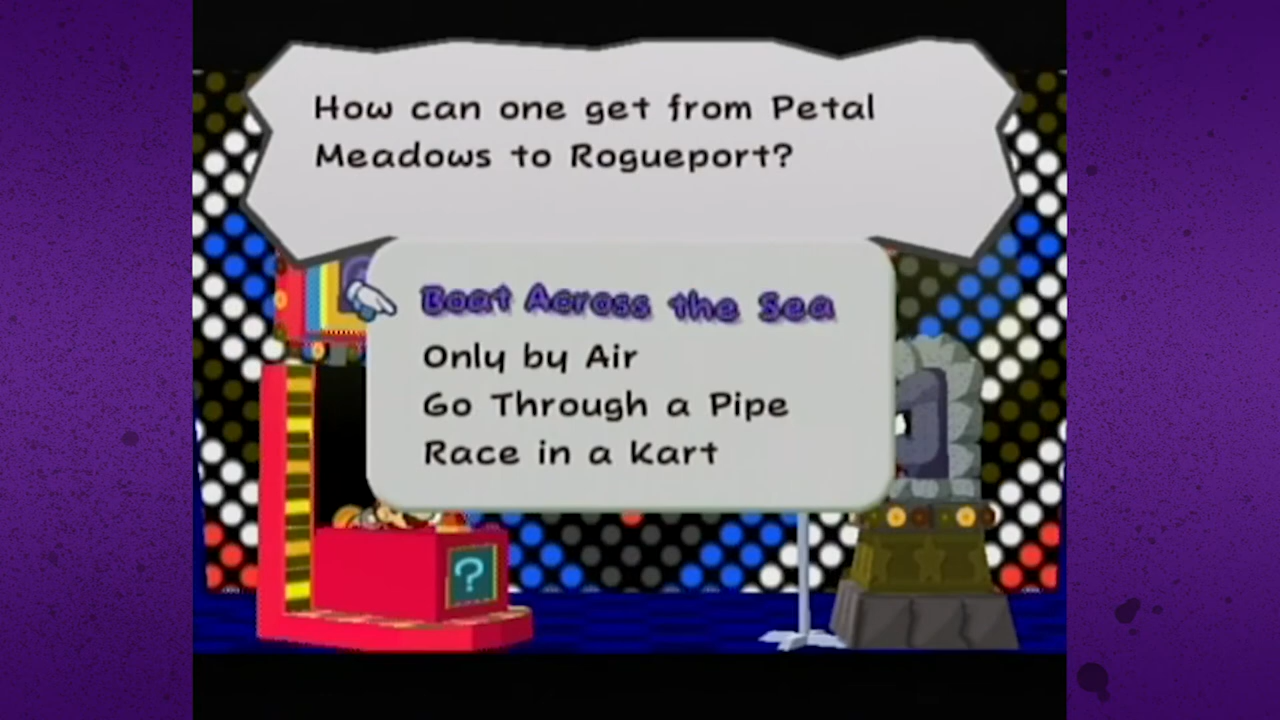 How can one get from Petal
Meadows to Rogueport?
Boat Across the Sea
Only by Air
Go Through a Pipe
Race in a Kart
?